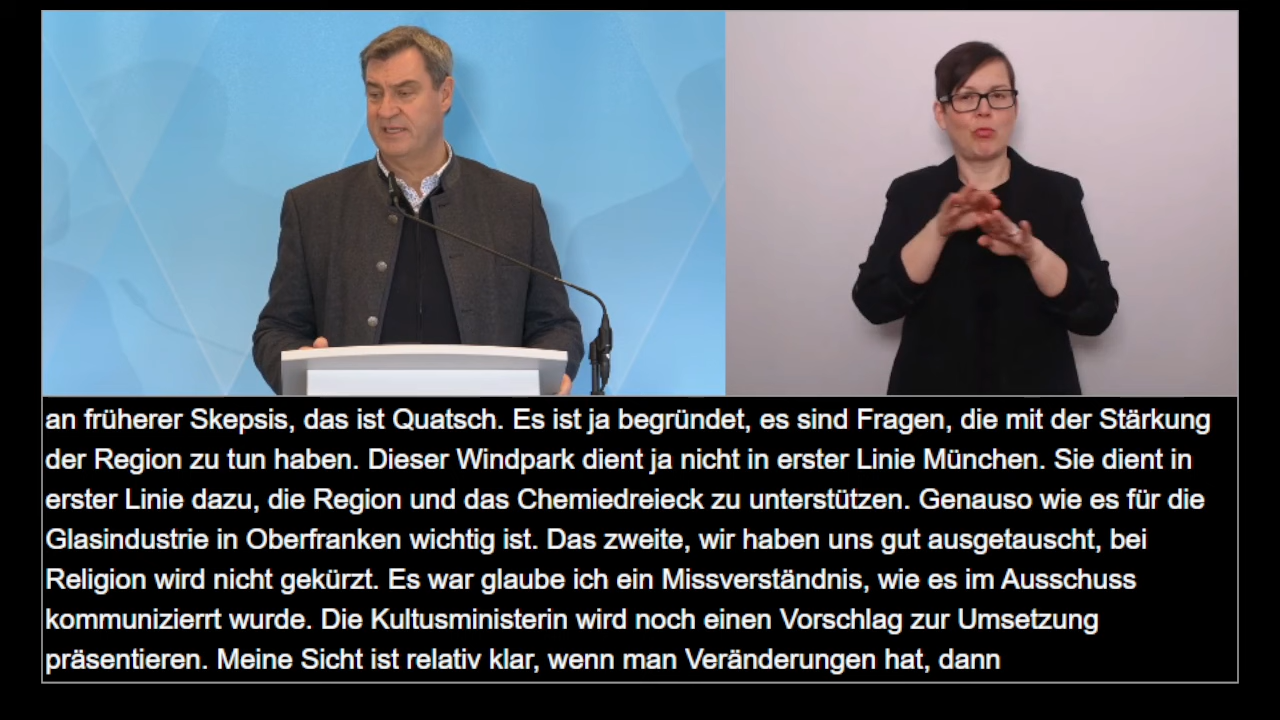 an früherer Skepsis, das ist Quatsch. Es ist ja begründet, es sind Fragen, die mit der Stärkung
der Region zu tun haben. Dieser Windpark dient ja nicht in erster Linie München. Sie dient in
erster Linie dazu, die Region und das Chemiedreieck zu unterstützen. Genauso wie es für die
Glasindustrie in Oberfranken wichtig ist. Das zweite, wir haben uns gut ausgetauscht, bei
Religion wird nicht gekürzt. Es war glaube ich ein Missverständnis, wie es im Ausschuss
kommunizierrt wurde. Die Kultusministerin wird noch einen Vorschlag zur Umsetzung
präsentieren. Meine Sicht ist relativ klar, wenn man Veränderungen hat, dann